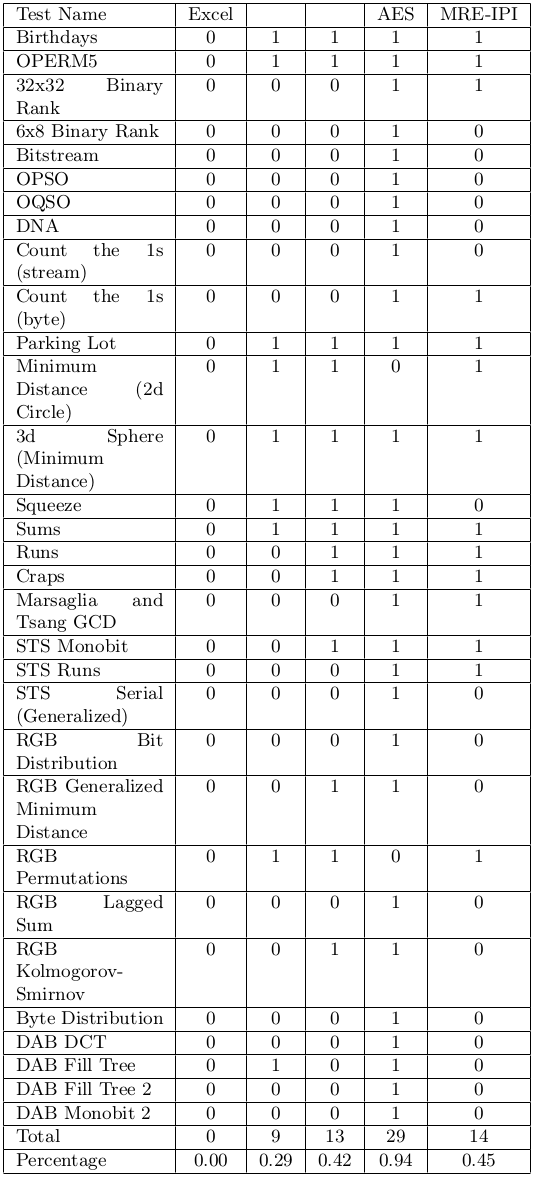 Test Name Excel AES MRE-IPI
Birthdays 0 1 1 1 1
OPERM5 0 1 1 1 1
32x32 Binary 0 0 0 1 1
Rank
6x8 Binary Rank 0 0 0 1 0
Bitstream 0 0 0 1 0
OPSO 0 0 0 1 0
OQSO 0 0 0 1 0
DNA 0 0 0 1 0
Count the 1s 0 0 0 1 0
(stream)
Count the 1s 0 0 0 1 1
(byte)
Parking Lot 0 1 1 1 1
Minimum 0 1 1 0 1
Distance (2d
Circle)
3d Sphere 0 1 1 1 1
(Minimum
Distance)
Squeeze 0 1 1 1 0
Sums 0 1 1 1 1
Runs 0 0 1 1 1
Craps 0 0 1 1 1
Marsaglia and 0 0 0 1 1
Tsang GCD
STS Monobit 0 0 1 1 1
STS Runs 0 0 0 1 1
STS Serial 0 0 0 1 0
(Generalized)
RGB Bit 0 0 0 1 0
Distribution
RGB Generalized 0 0 1 1 0
Minimum
Distance
RGB 0 1 1 0 1
Permutations
RGB Lagged 0 0 0 1 0
Sum
RGB 0 0 1 1 0
Kolmogorov-
Smirnov
Byte Distribution 0 0 0 1 0
DAB DCT 0 0 0 1 0
DAB Fill Tree 0 1 0 1 0
DAB Fill Tree 2 0 0 0 1 0
DAB Monobit 2 0 0 0 1 0
Total 0 9 13 29 14
Percentage 0.00 0.29 0.42 0.94 0.45